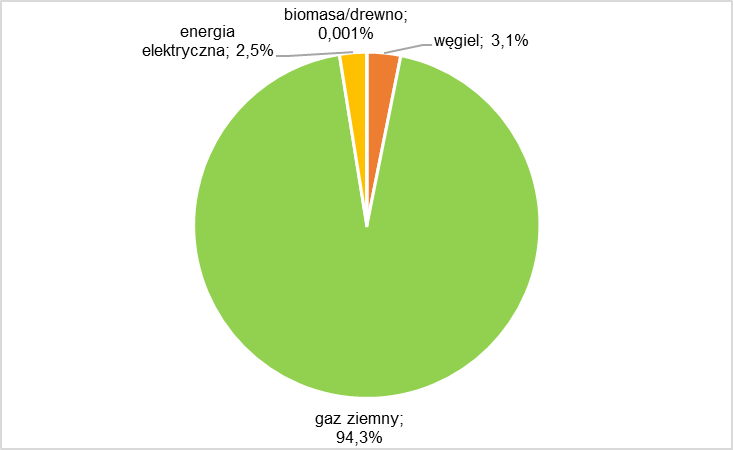 biomasa/drewno;
0,001%
energia
elektryczna; 2,5%
węgiel; 3,1%
gaz ziemny;
94,3%